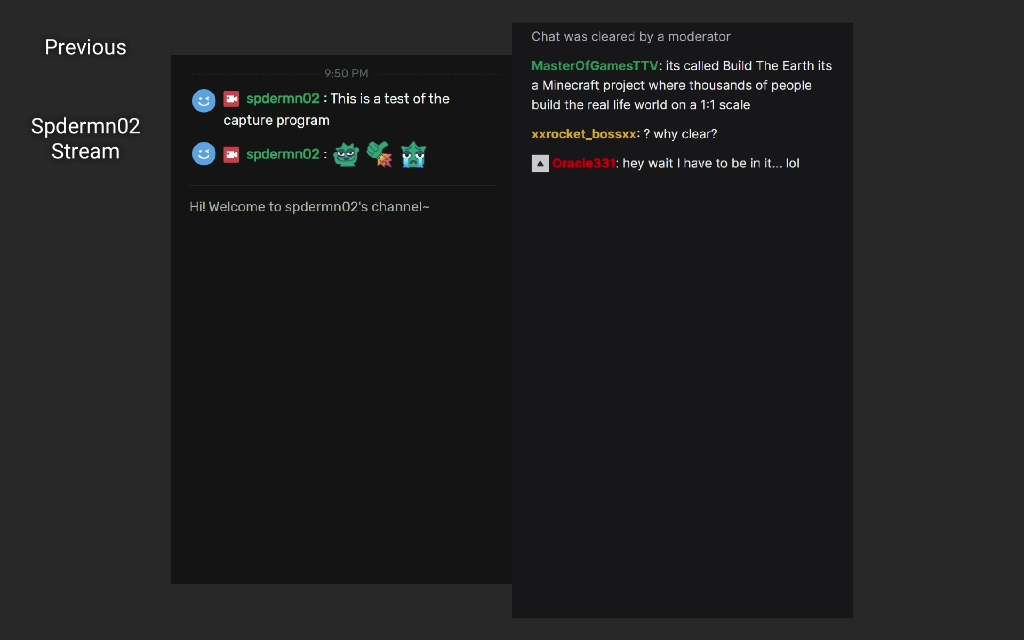 Previous
Spdermn02
Stream
9:50 PM
spdermn02 : This is a test of the
capture program
spdermn02 :
Hi! Welcome to spdermn02's channel~
Chat was cleared by a moderator
MasterOfGamesTTV: its called Build The Earth its
a Minecraft project where thousands of people
build the real life world on a 1:1 scale
xxrocket_bossxx: ? why clear?
Oracle331: hey wait I have to be in it... lol